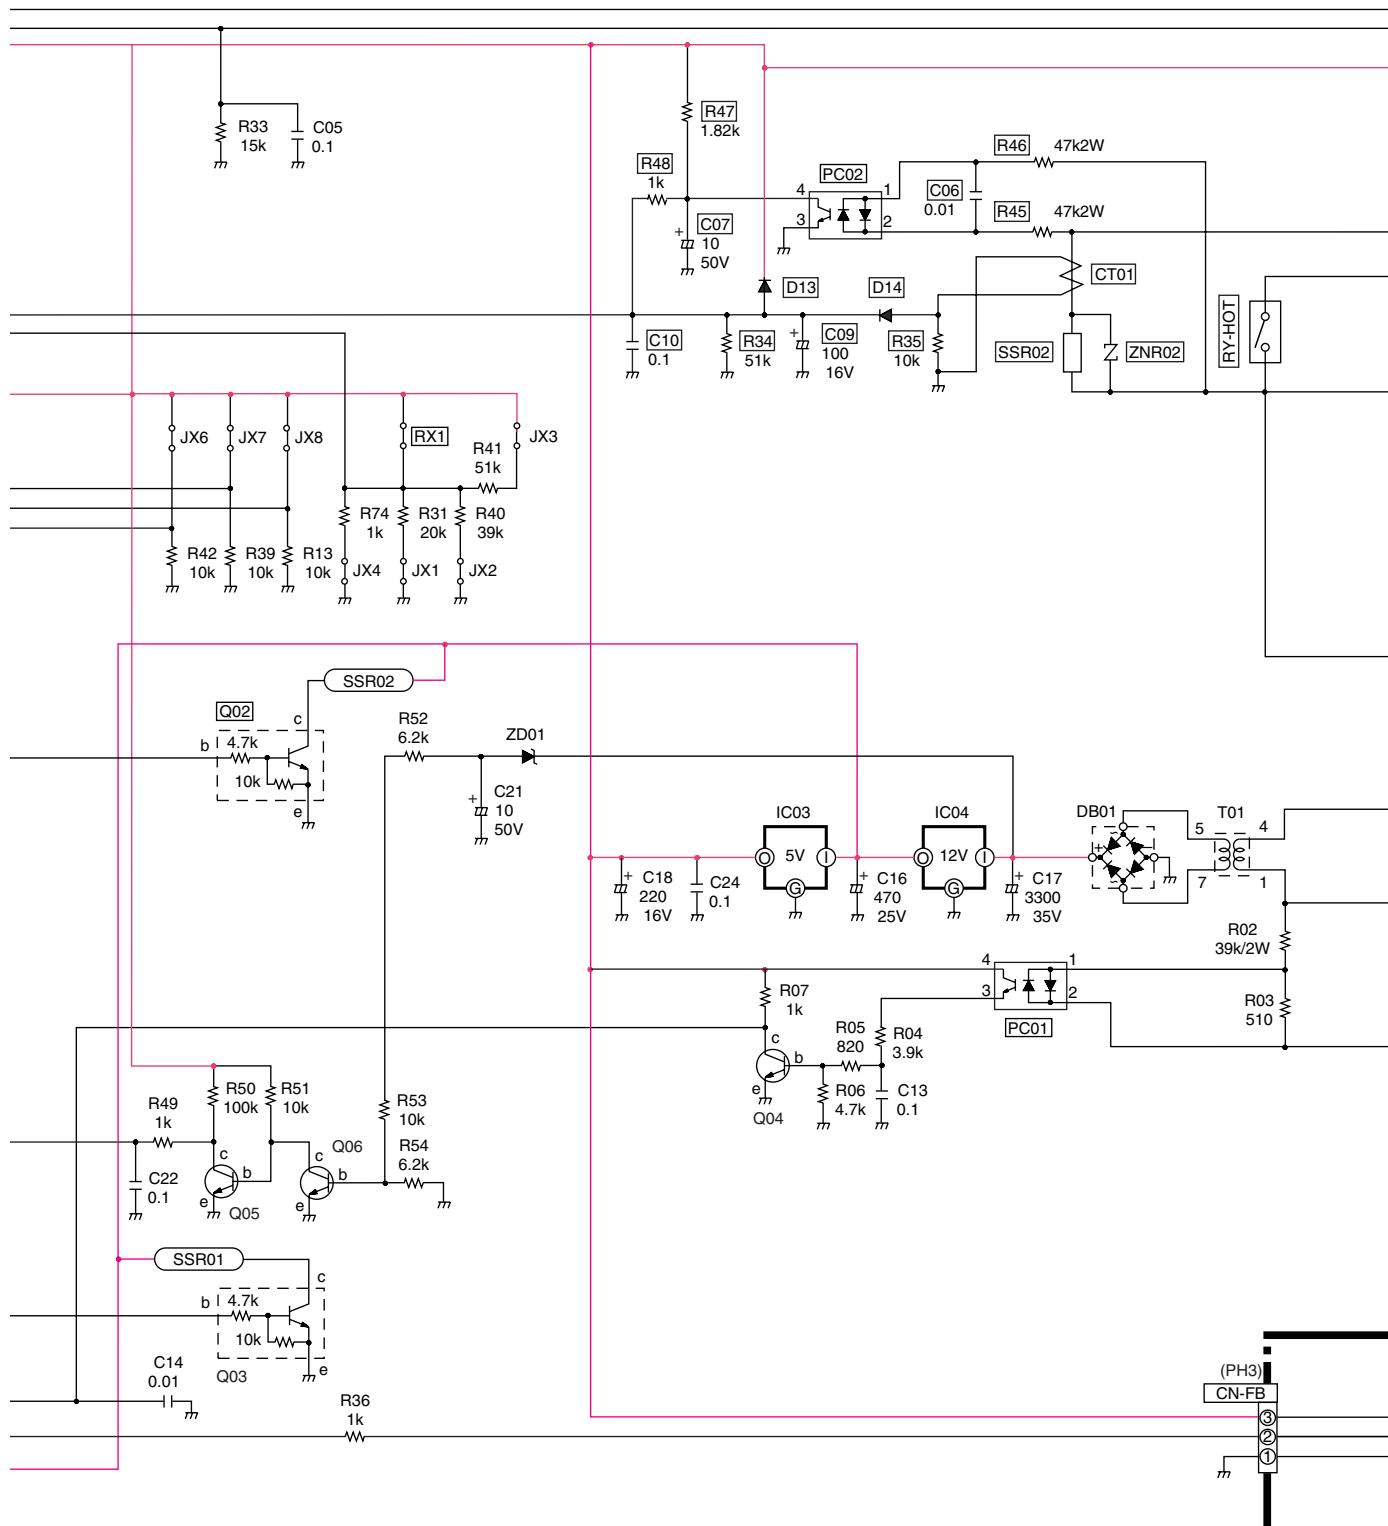 R33
15k
C05
0.1
R47
1.82k
R48
1k
PC02
4
1
3
2
R46 47k2W
C06
0.01
R45 47k2W
+
C07
10
50V
CT01
D13
D14
C10
0.1
R34
51k
+
C09
100
16V
R35
10k
SSR02
ZNR02
RY-HOT
JX6
JX7
JX8
RX1
R41
51k
JX3
R74
1k
R31
20k
R40
39k
R42
10k
R39
10k
R13
10k
JX4
JX1
JX2
SSR02
Q02
c
b
4.7k
10k
e
R52
6.2k
ZD01
+
C21
10
50V
IC03
5V
O
I
G
IC04
12V
O
I
G
DB01
+
-
T01
5
4
7
1
+
C18
220
16V
C24
0.1
+
C16
470
25V
+
C17
3300
35V
R02
39k/2W
4
1
3
2
PC01
R03
510
R07
1k
c
b
e
Q04
R05
820
R04
3.9k
R06
4.7k
C13
0.1
R50
100k
R51
10k
R49
1k
R53
10k
R54
6.2k
Q06
c
b
e
C22
0.1
c
b
e
Q05
SSR01
c
b
4.7k
10k
e
Q03
C14
0.01
R36
1k
(PH3)
CN-FB
3
2
1